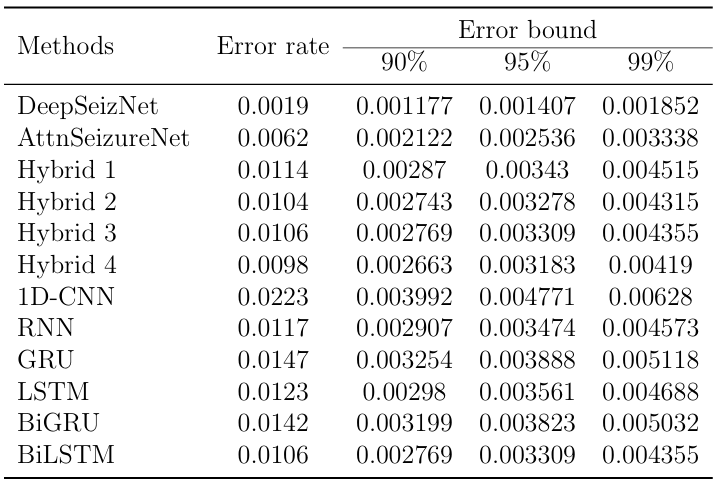 Methods Error rate Error bound
90% 95% 99%
DeepSeizNet 0.0019 0.001177 0.001407 0.001852
AttnSeizureNet 0.0062 0.002122 0.002536 0.003338
Hybrid 1 0.0114 0.00287 0.00343 0.004515
Hybrid 2 0.0104 0.002743 0.003278 0.004315
Hybrid 3 0.0106 0.002769 0.003309 0.004355
Hybrid 4 0.0098 0.002663 0.003183 0.00419
1D-CNN 0.0223 0.003992 0.004771 0.00628
RNN 0.0117 0.002907 0.003474 0.004573
GRU 0.0147 0.003254 0.003888 0.005118
LSTM 0.0123 0.00298 0.003561 0.004688
BiGRU 0.0142 0.003199 0.003823 0.005032
BiLSTM 0.0106 0.002769 0.003309 0.004355